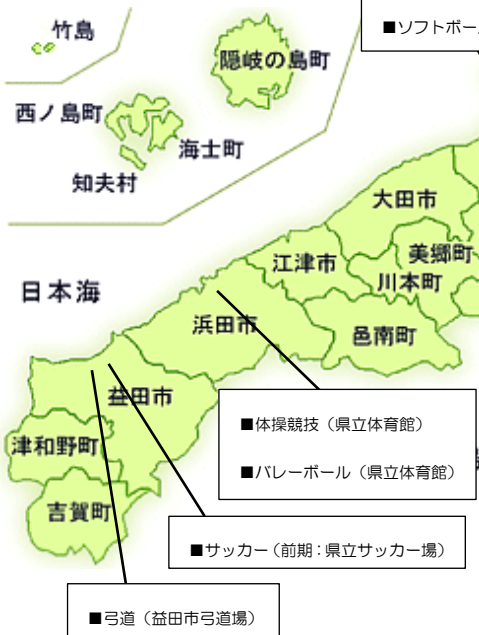 ■ソフトボー
竹島
隠岐の島町
西ノ島町
海士町
知夫村
大田市
美郷町
江津市
川本町
日本海
浜田市
邑南町
益田市
■体操競技（県立体育館）
■バレーボール（県立体育館）
津和野町
吉賀町
■サッカー（前期：県立サッカー場）
■弓道（益田市弓道場）